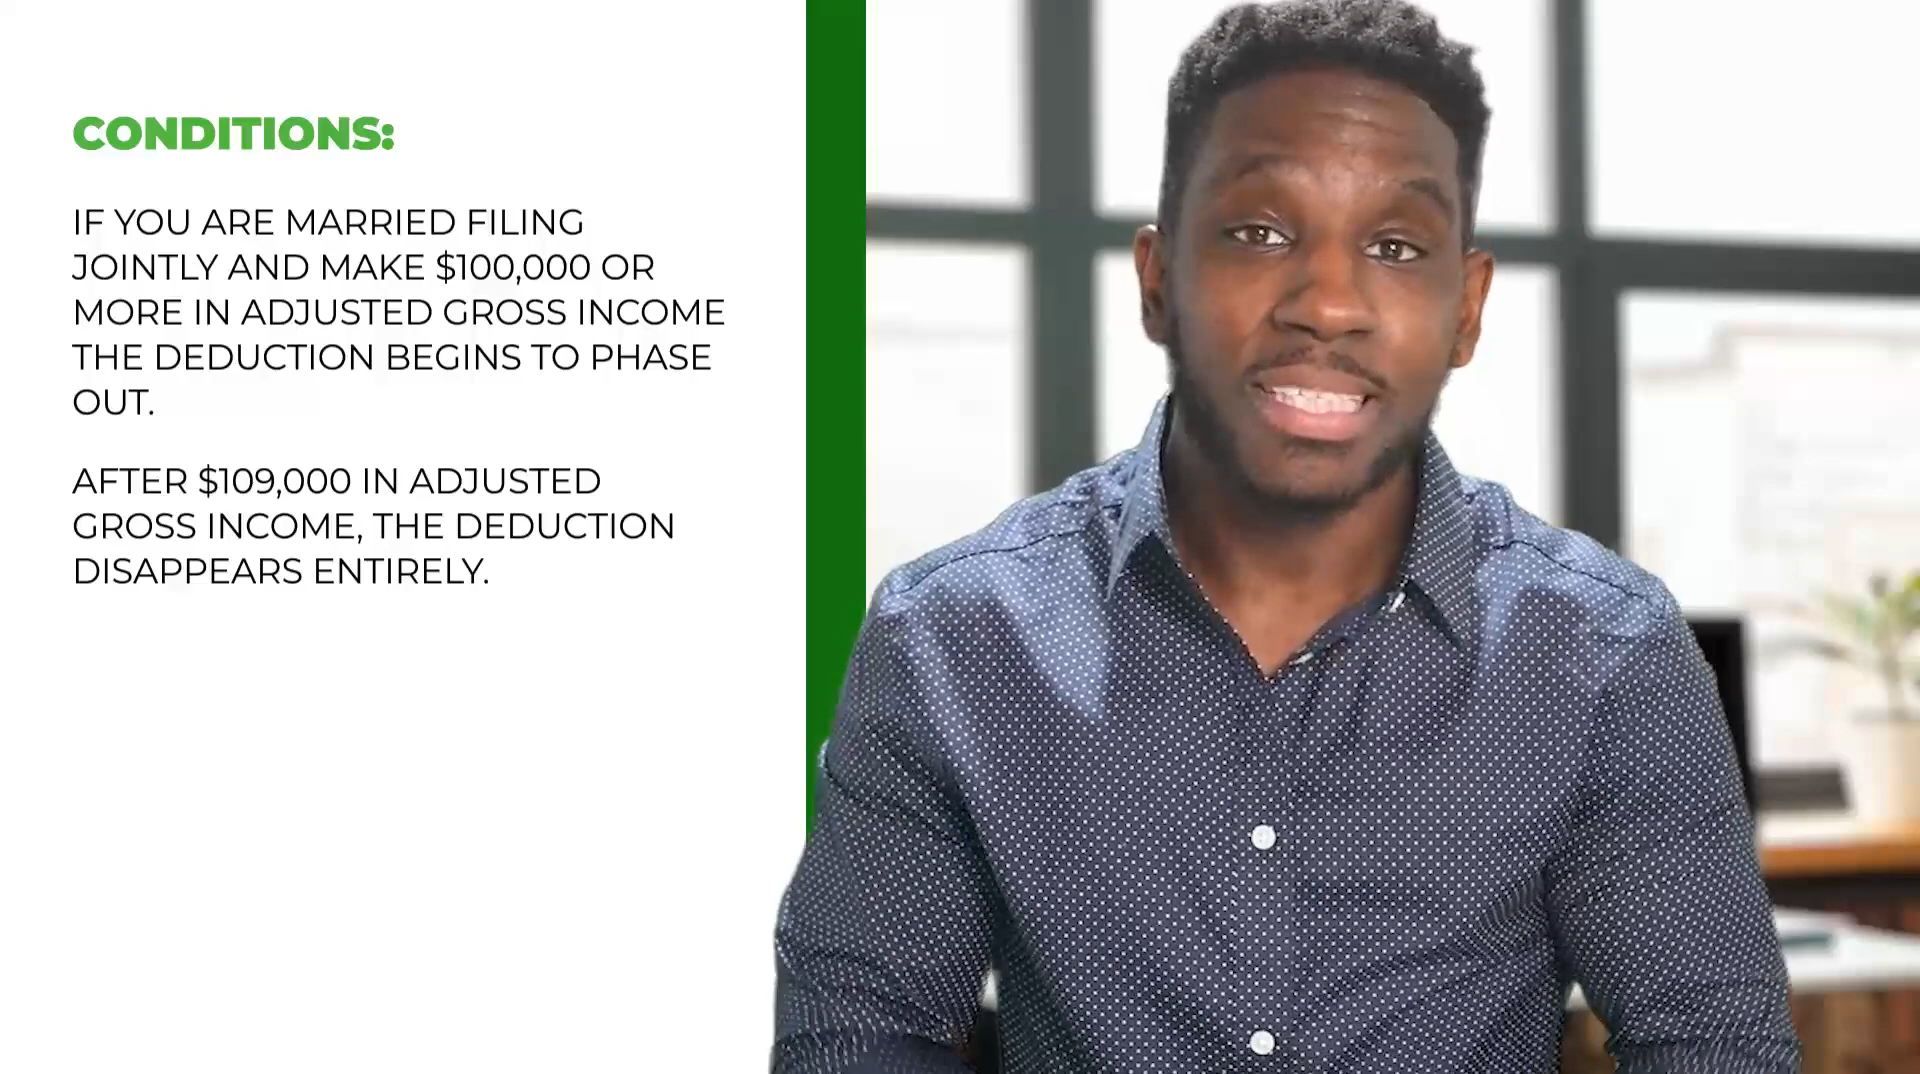 CONDITIONS:
IF YOU ARE MARRIED FILING
JOINTLY AND MAKE $100,000 OR
MORE IN ADJUSTED GROSS INCOME
THE DEDUCTION BEGINS TO PHASE
OUT.
AFTER $109,000 IN ADJUSTED
GROSS INCOME, THE DEDUCTION
DISAPPEARS ENTIRELY.